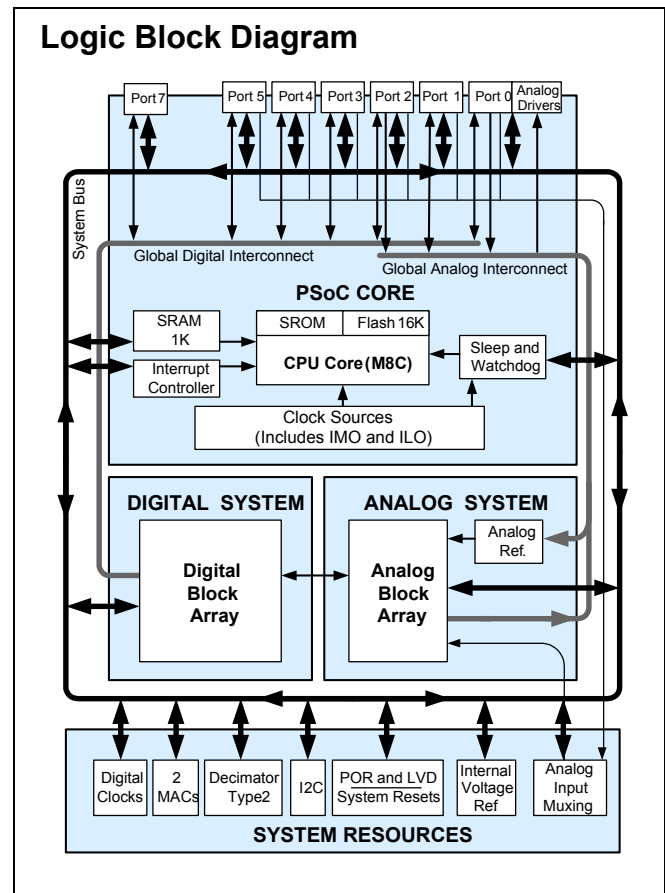 Logic Block Diagram
Port 7
Port 5
Port 4
Port 3
Port 2
Port 1
Port 0
Analog
Drivers
System Bus
Global Digital Interconnect
Global Analog Interconnect
PSoC CORE
SRAM
1K
SROM
Flash 16K
CPU Core (M8C)
Sleep and
Watchdog
Interrupt
Controller
Clock Sources
(Includes IMO and ILO)
DIGITAL SYSTEM
ANALOG SYSTEM
Digital
Block
Array
Analog
Block
Array
Analog
Ref.
Digital
Clocks
2
MACs
Decimator
Type2
I2C
POR and LVD
System Resets
Internal
Voltage
Ref
Analog
Input
Muxing
SYSTEM RESOURCES